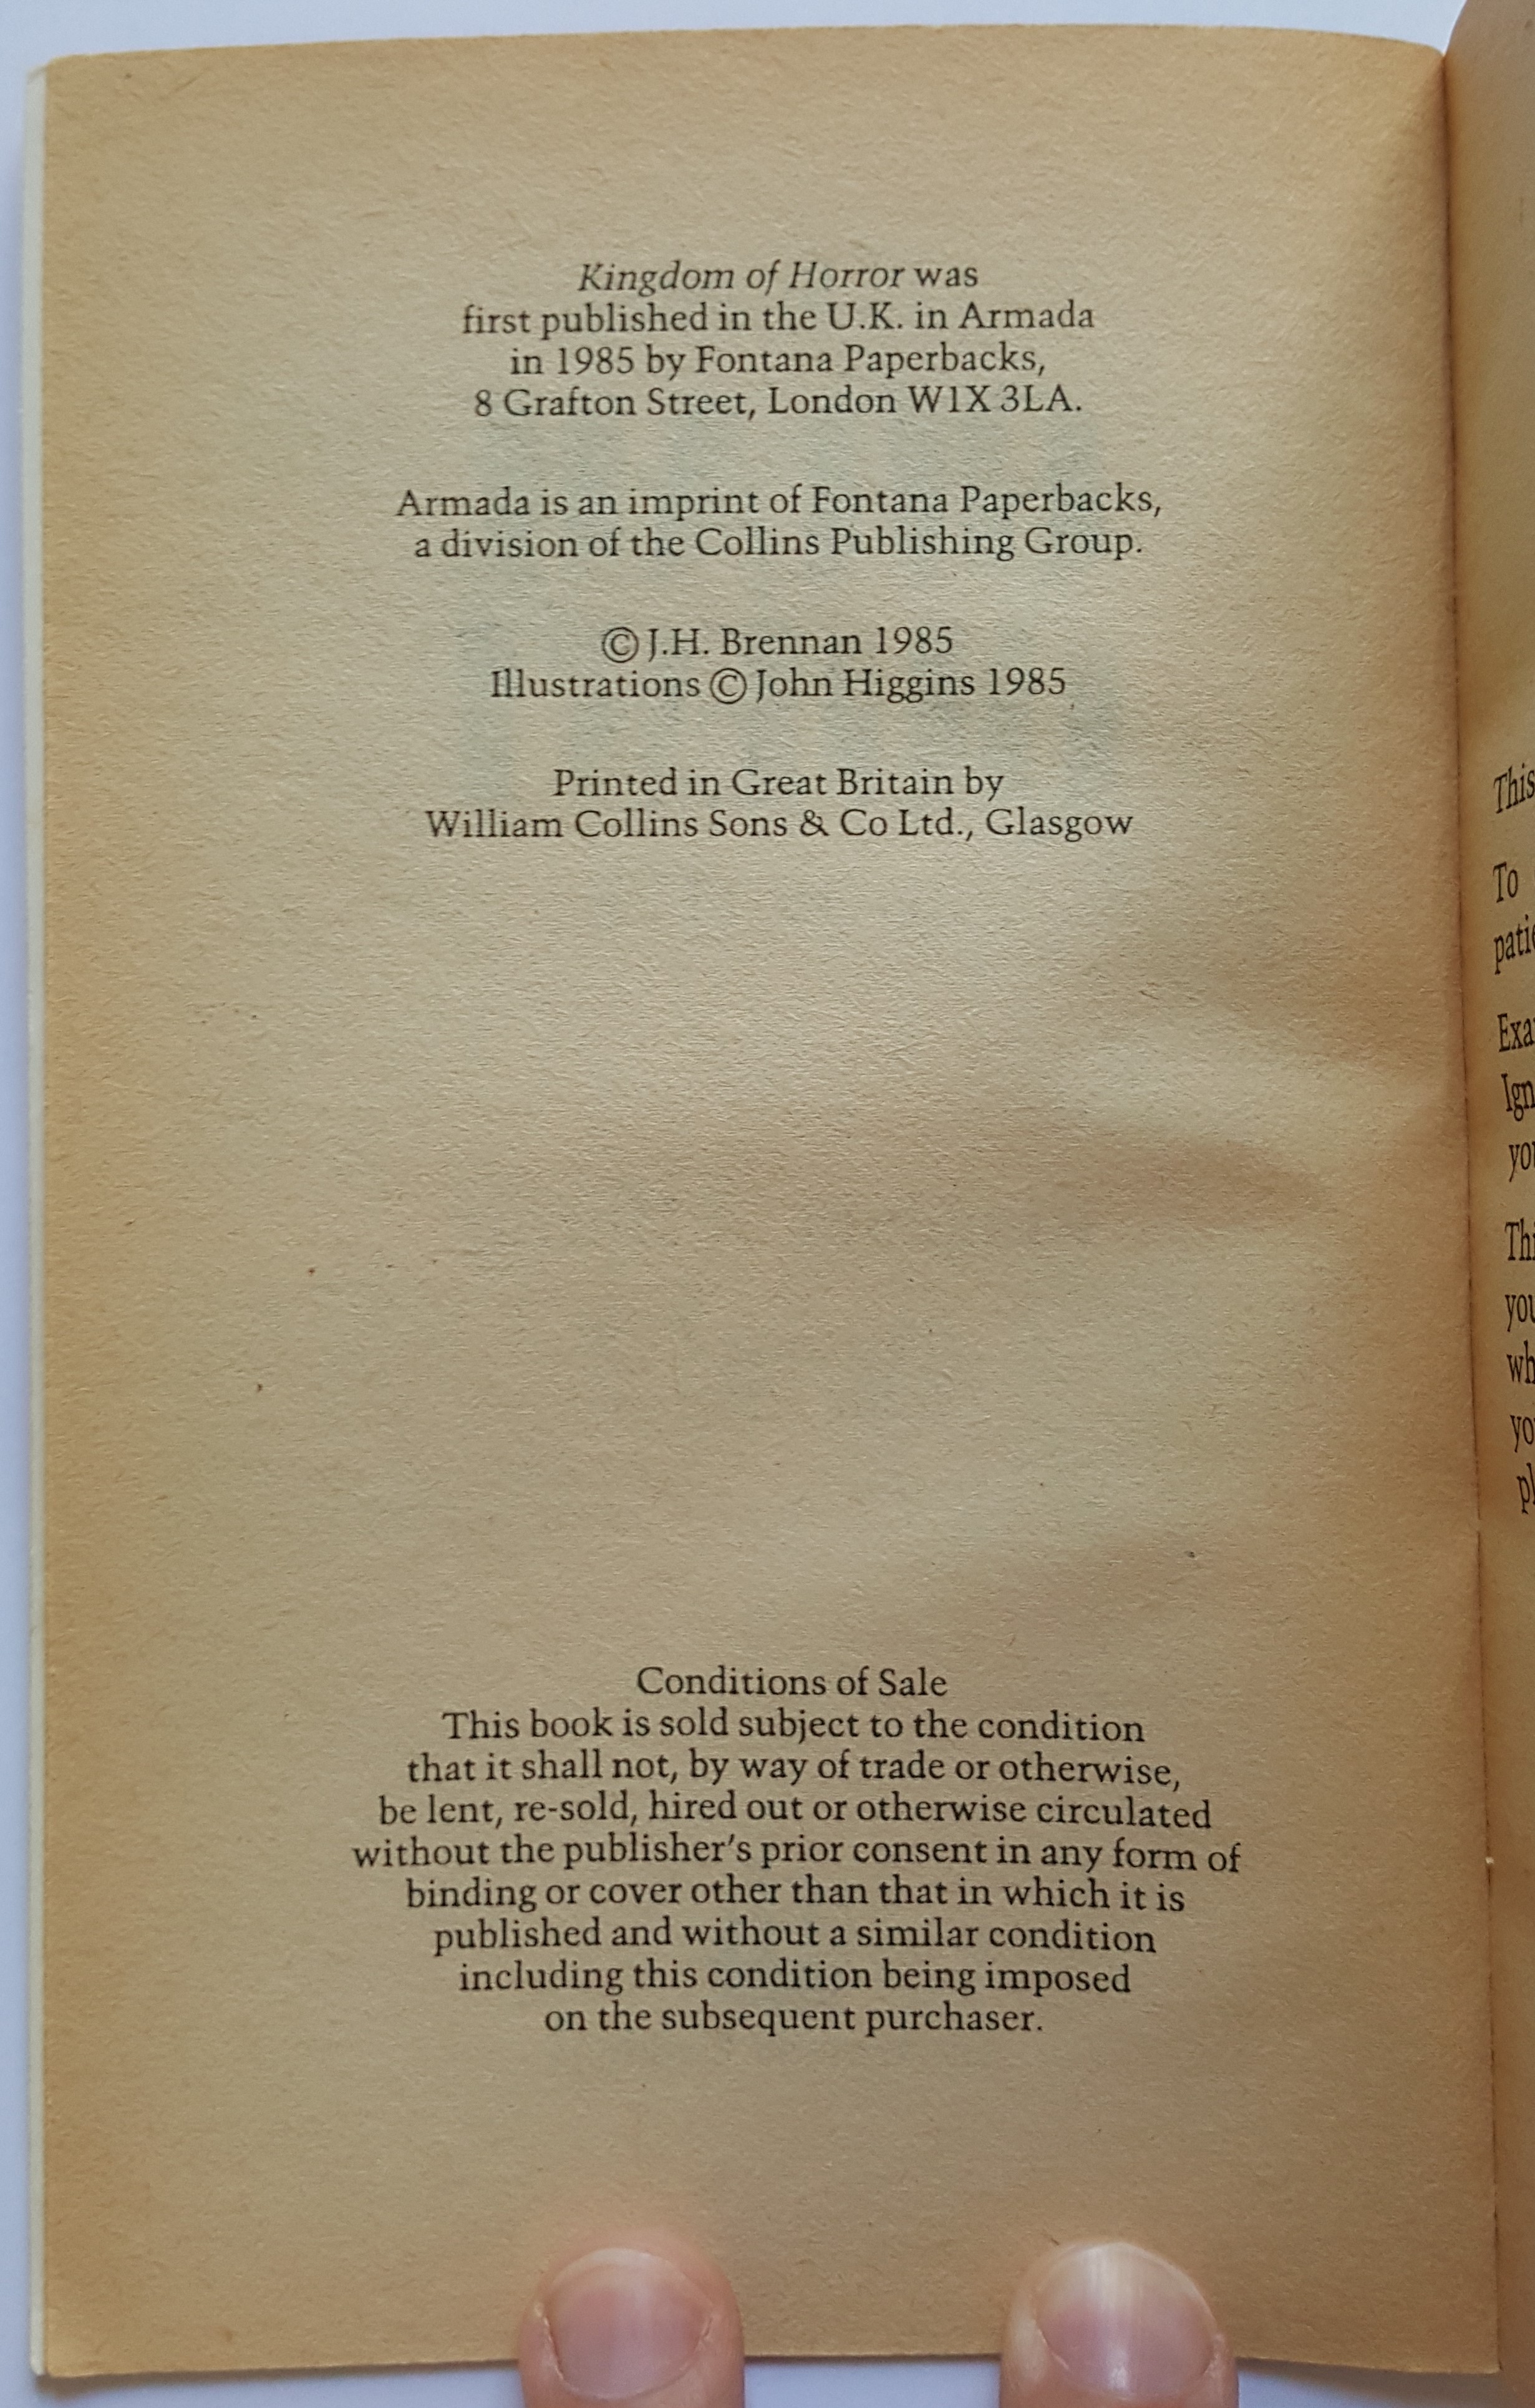 Kingdom of Horror was
first published in the U.K. in Armada
in 1985 by Fontana Paperbacks,
8 Grafton Street, London W1X 3LA.
Armada is an imprint of Fontana Paperbacks,
a division of the Collins Publishing Group.
© J.H. Brennan 1985
Illustrations © John Higgins 1985
Printed in Great Britain by
William Collins Sons & Co Ltd., Glasgow
Conditions of Sale
This book is sold subject to the condition
that it shall not, by way of trade or otherwise,
be lent, re-sold, hired out or otherwise circulated
without the publisher's prior consent in any form of
binding or cover other than that in which it is
published and without a similar condition
including this condition being imposed
on the subsequent purchaser.
This
To